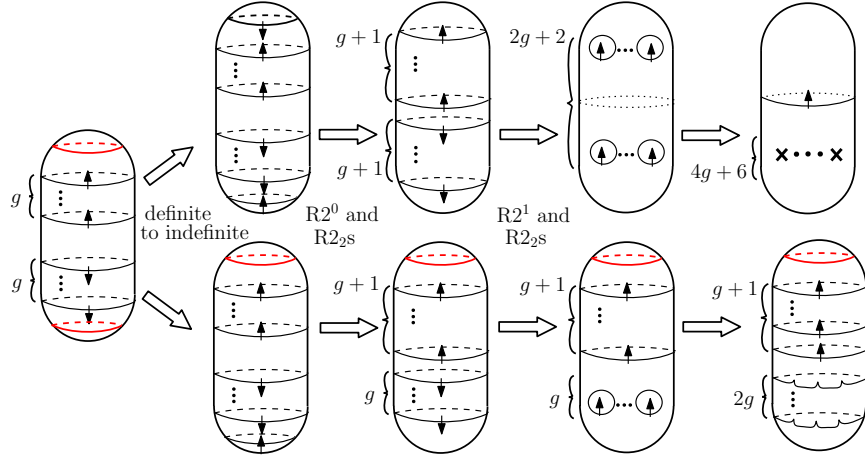 g + 1
2g + 2
g + 1
4g + 6
g
g
definite
to indefinite
R2⁰ and
R2₂s
R2¹ and
R2₂s
g + 1
g
g + 1
g
g + 1
2g